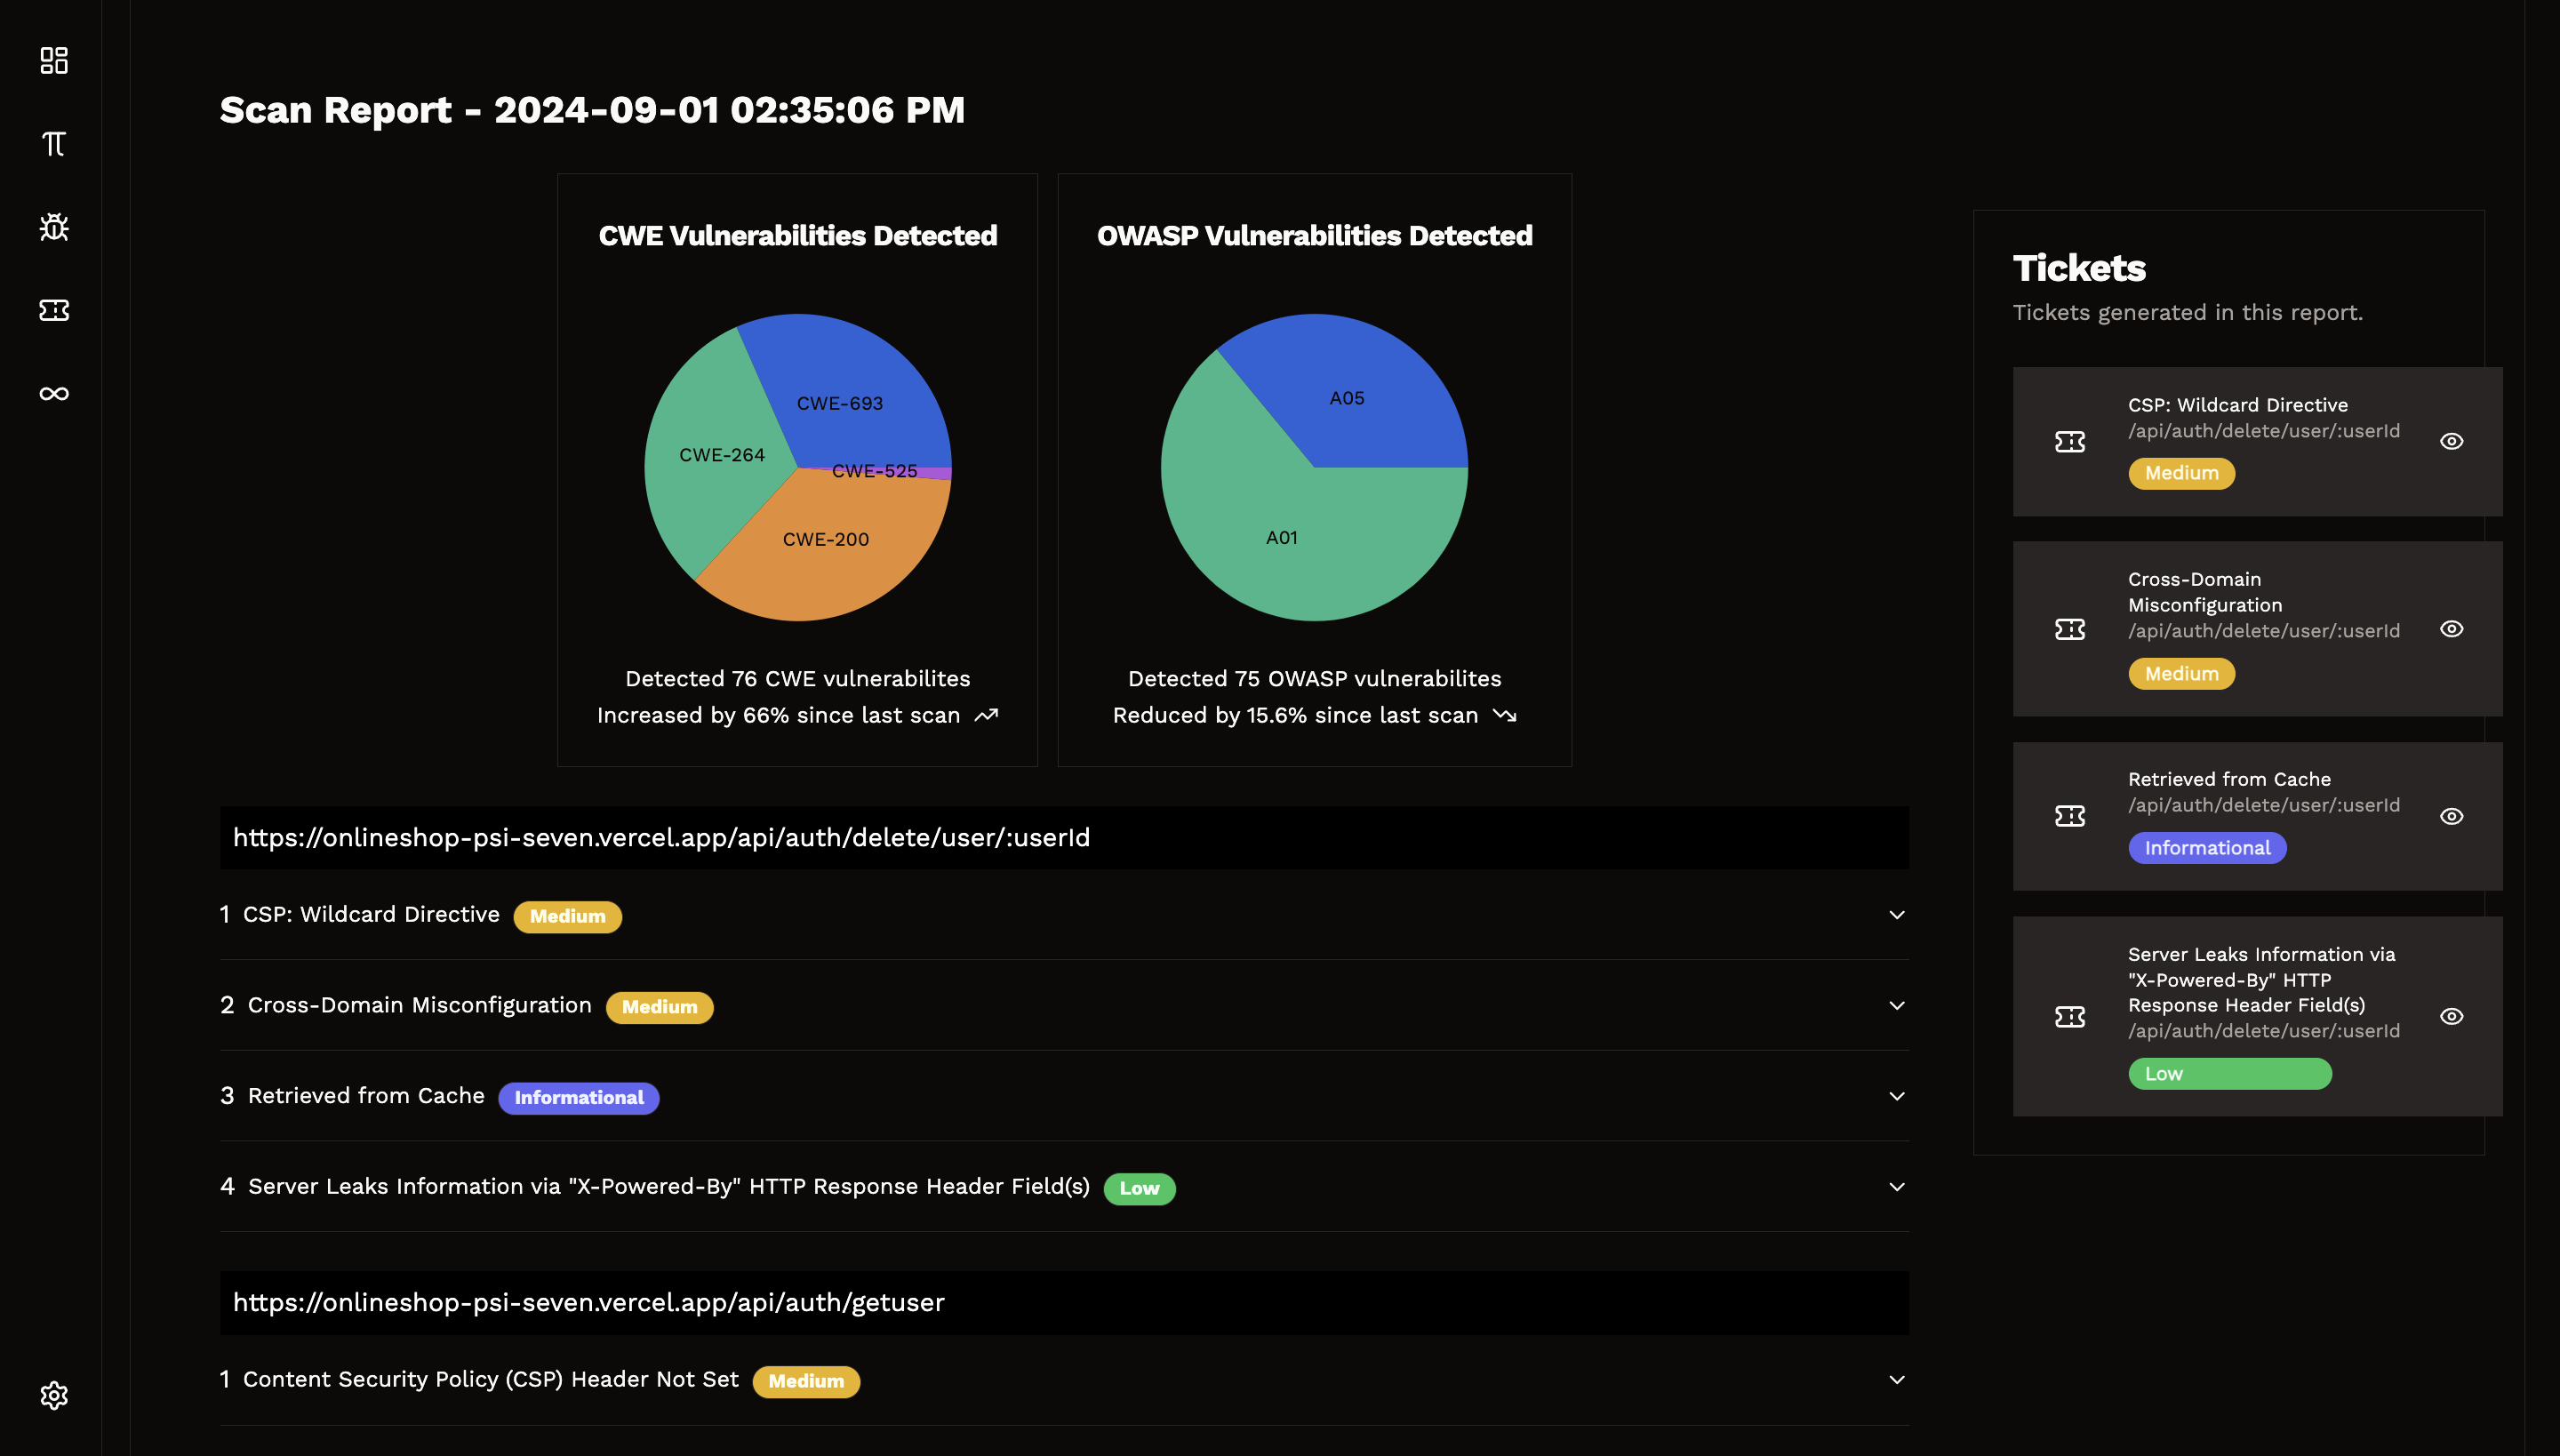 Scan Report - 2024-09-01 02:35:06 PM
CWE Vulnerabilities Detected
CWE-693
CWE-264
CWE-525
CWE-200
Detected 76 CWE vulnerabilites
Increased by 66% since last scan
OWASP Vulnerabilities Detected
A05
A01
Detected 75 OWASP vulnerabilites
Reduced by 15.6% since last scan
https://onlineshop-psi-seven.vercel.app/api/auth/delete/user/:userId
1 CSP: Wildcard Directive Medium
2 Cross-Domain Misconfiguration Medium
3 Retrieved from Cache Informational
4 Server Leaks Information via "X-Powered-By" HTTP Response Header Field(s) Low
https://onlineshop-psi-seven.vercel.app/api/auth/getuser
1 Content Security Policy (CSP) Header Not Set Medium
Tickets
Tickets generated in this report.
CSP: Wildcard Directive
/api/auth/delete/user/:userId
Medium
Cross-Domain
Misconfiguration
/api/auth/delete/user/:userId
Medium
Retrieved from Cache
/api/auth/delete/user/:userId
Informational
Server Leaks Information via
"X-Powered-By" HTTP
Response Header Field(s)
/api/auth/delete/user/:userId
Low